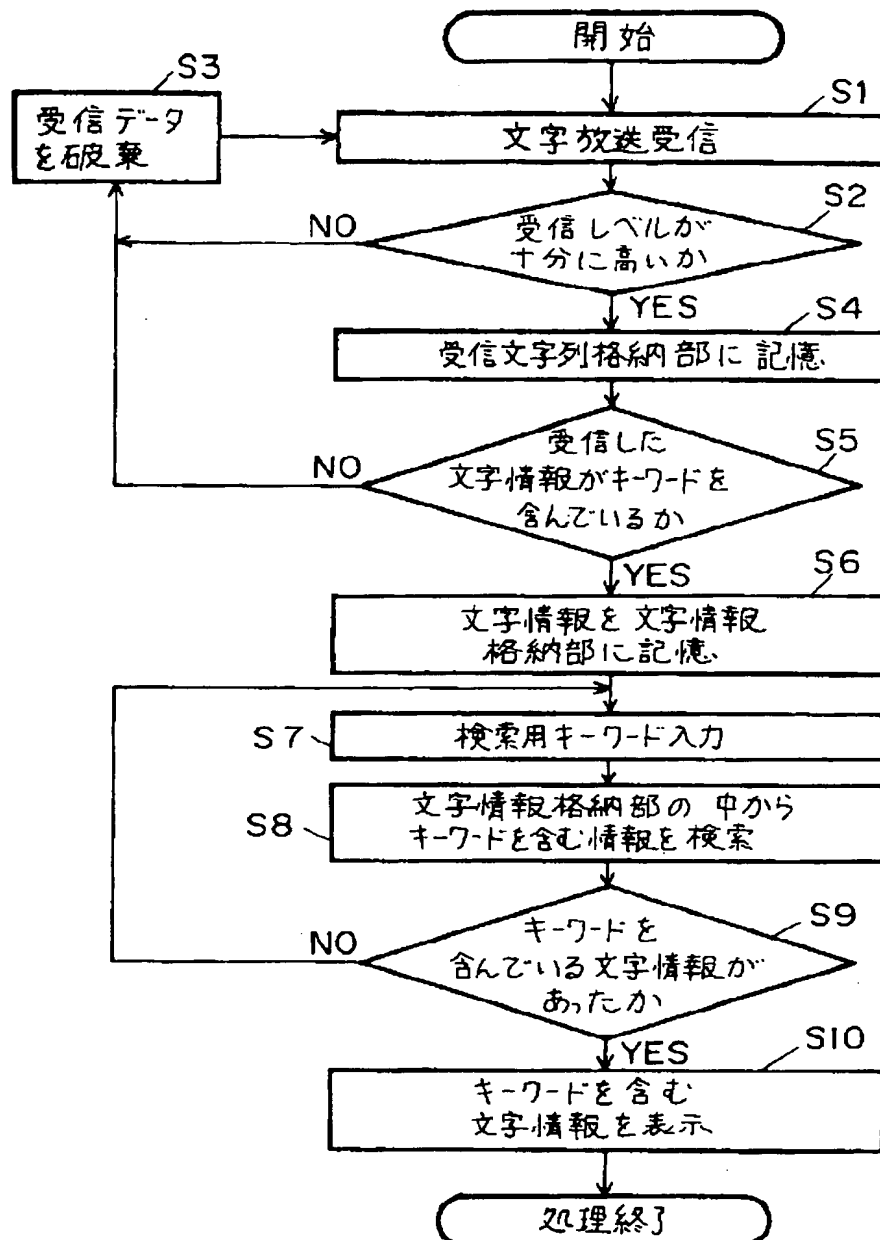 開始
S3
S1
受信データ
を破棄
文字放送受信
S2
NO
受信レベルが
十分に高いか
YES
S4
受信文字列格納部に記憶
S5
NO
受信した
文字情報がキーワードを
含んでいるか
YES
S6
文字情報を文字情報
格納部に記憶
S7
検索用キーワード入力
S8
文字情報格納部の中から
キーワードを含む情報を検索
S9
NO
キーワードを
含んでいる文字情報が
あったか
YES
S10
キーワードを含む
文字情報を表示
処理終了